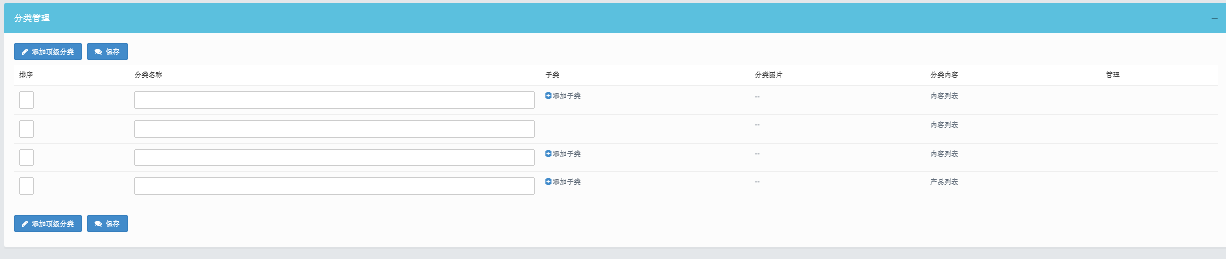 分类管理
添加顶级分类 保存
排序 分类名称 子类 分类图片 分类内容 管理
添加子类 -- 内容列表
-- 内容列表
添加子类 -- 内容列表
添加子类 -- 产品列表
添加顶级分类 保存